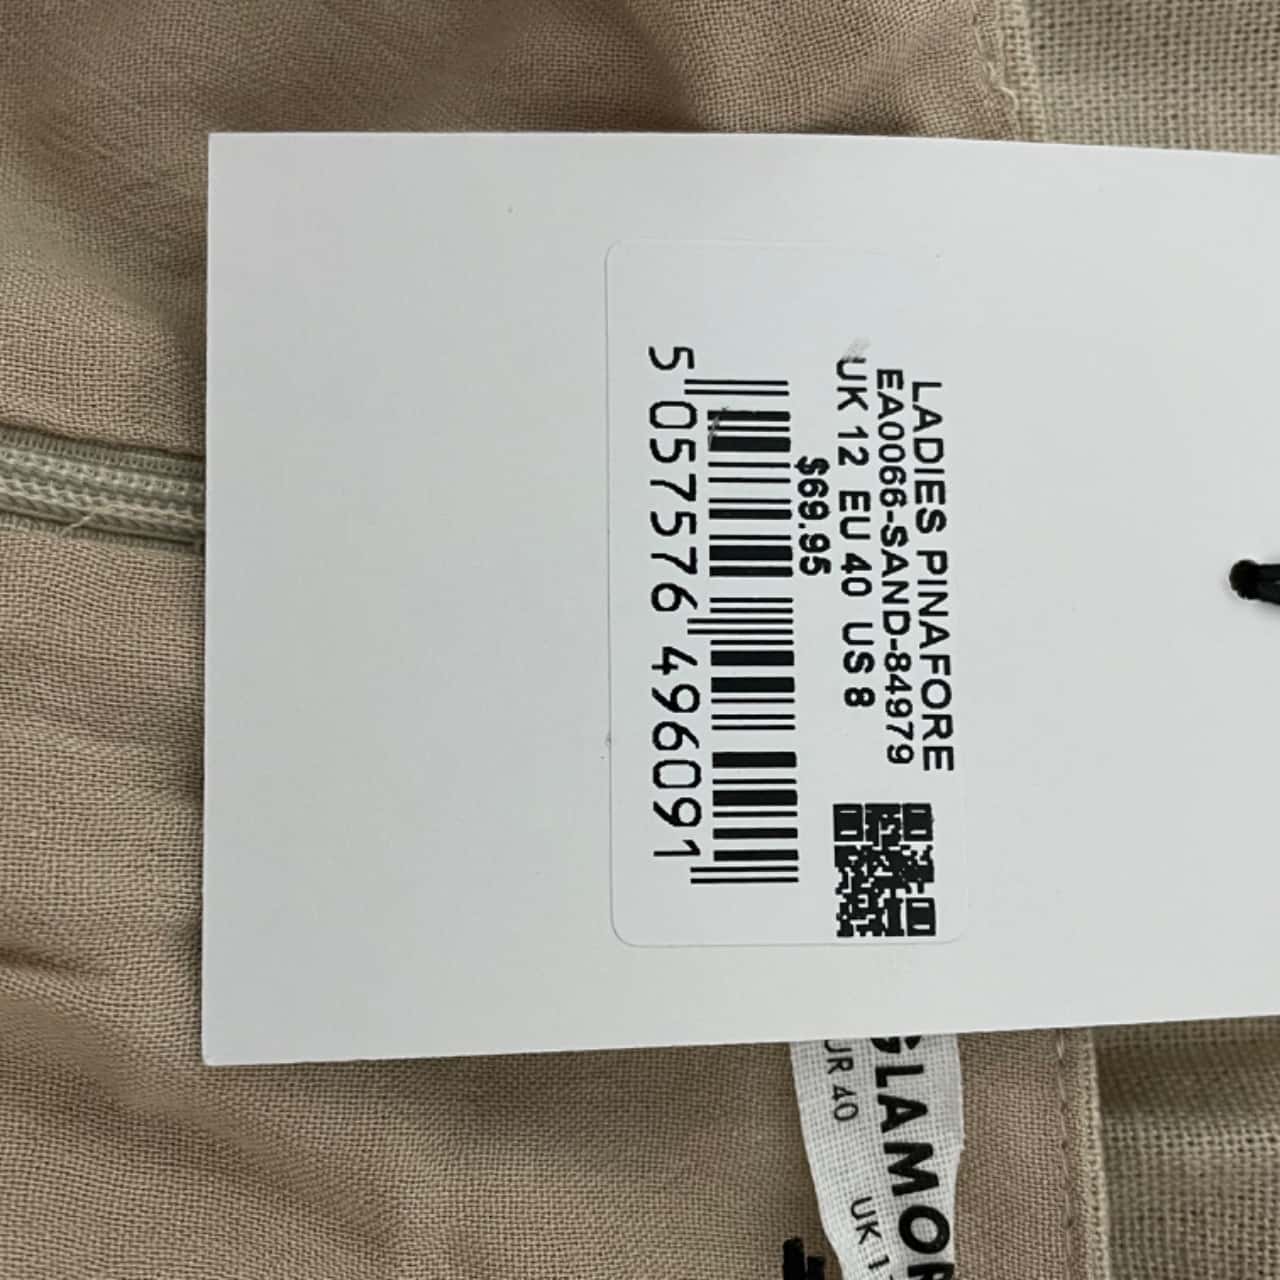 LADIES PINAFORE
EA0066-SAND-84979
UK 12 EU 40 US 8
$69.95
5 057576 496091
GLAMOR
UR 40
UK 1